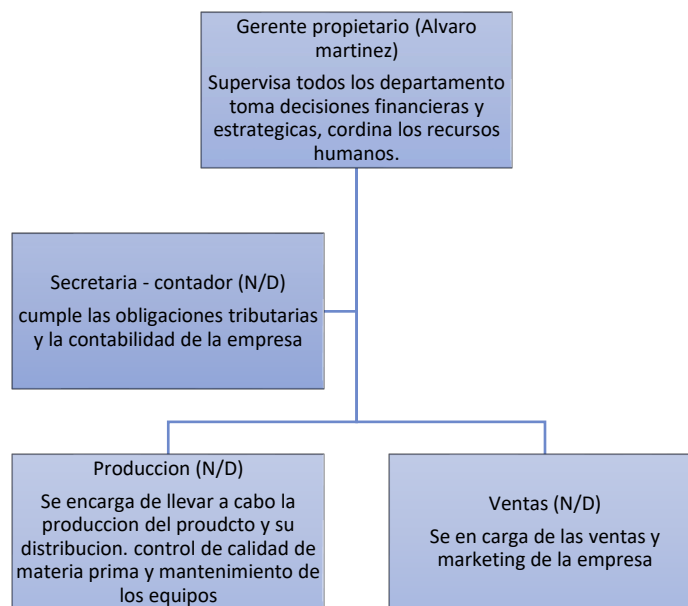 Gerente propietario (Alvaro
martinez)
Supervisa todos los departamento
toma decisiones financieras y
estrategicas, cordina los recursos
humanos.
Secretaria - contador (N/D)
cumple las obligaciones tributarias
y la contabilidad de la empresa
Produccion (N/D)
Se encarga de llevar a cabo la
produccion del proudcto y su
distribucion. control de calidad de
materia prima y mantenimiento de
los equipos
Ventas (N/D)
Se en carga de las ventas y
marketing de la empresa